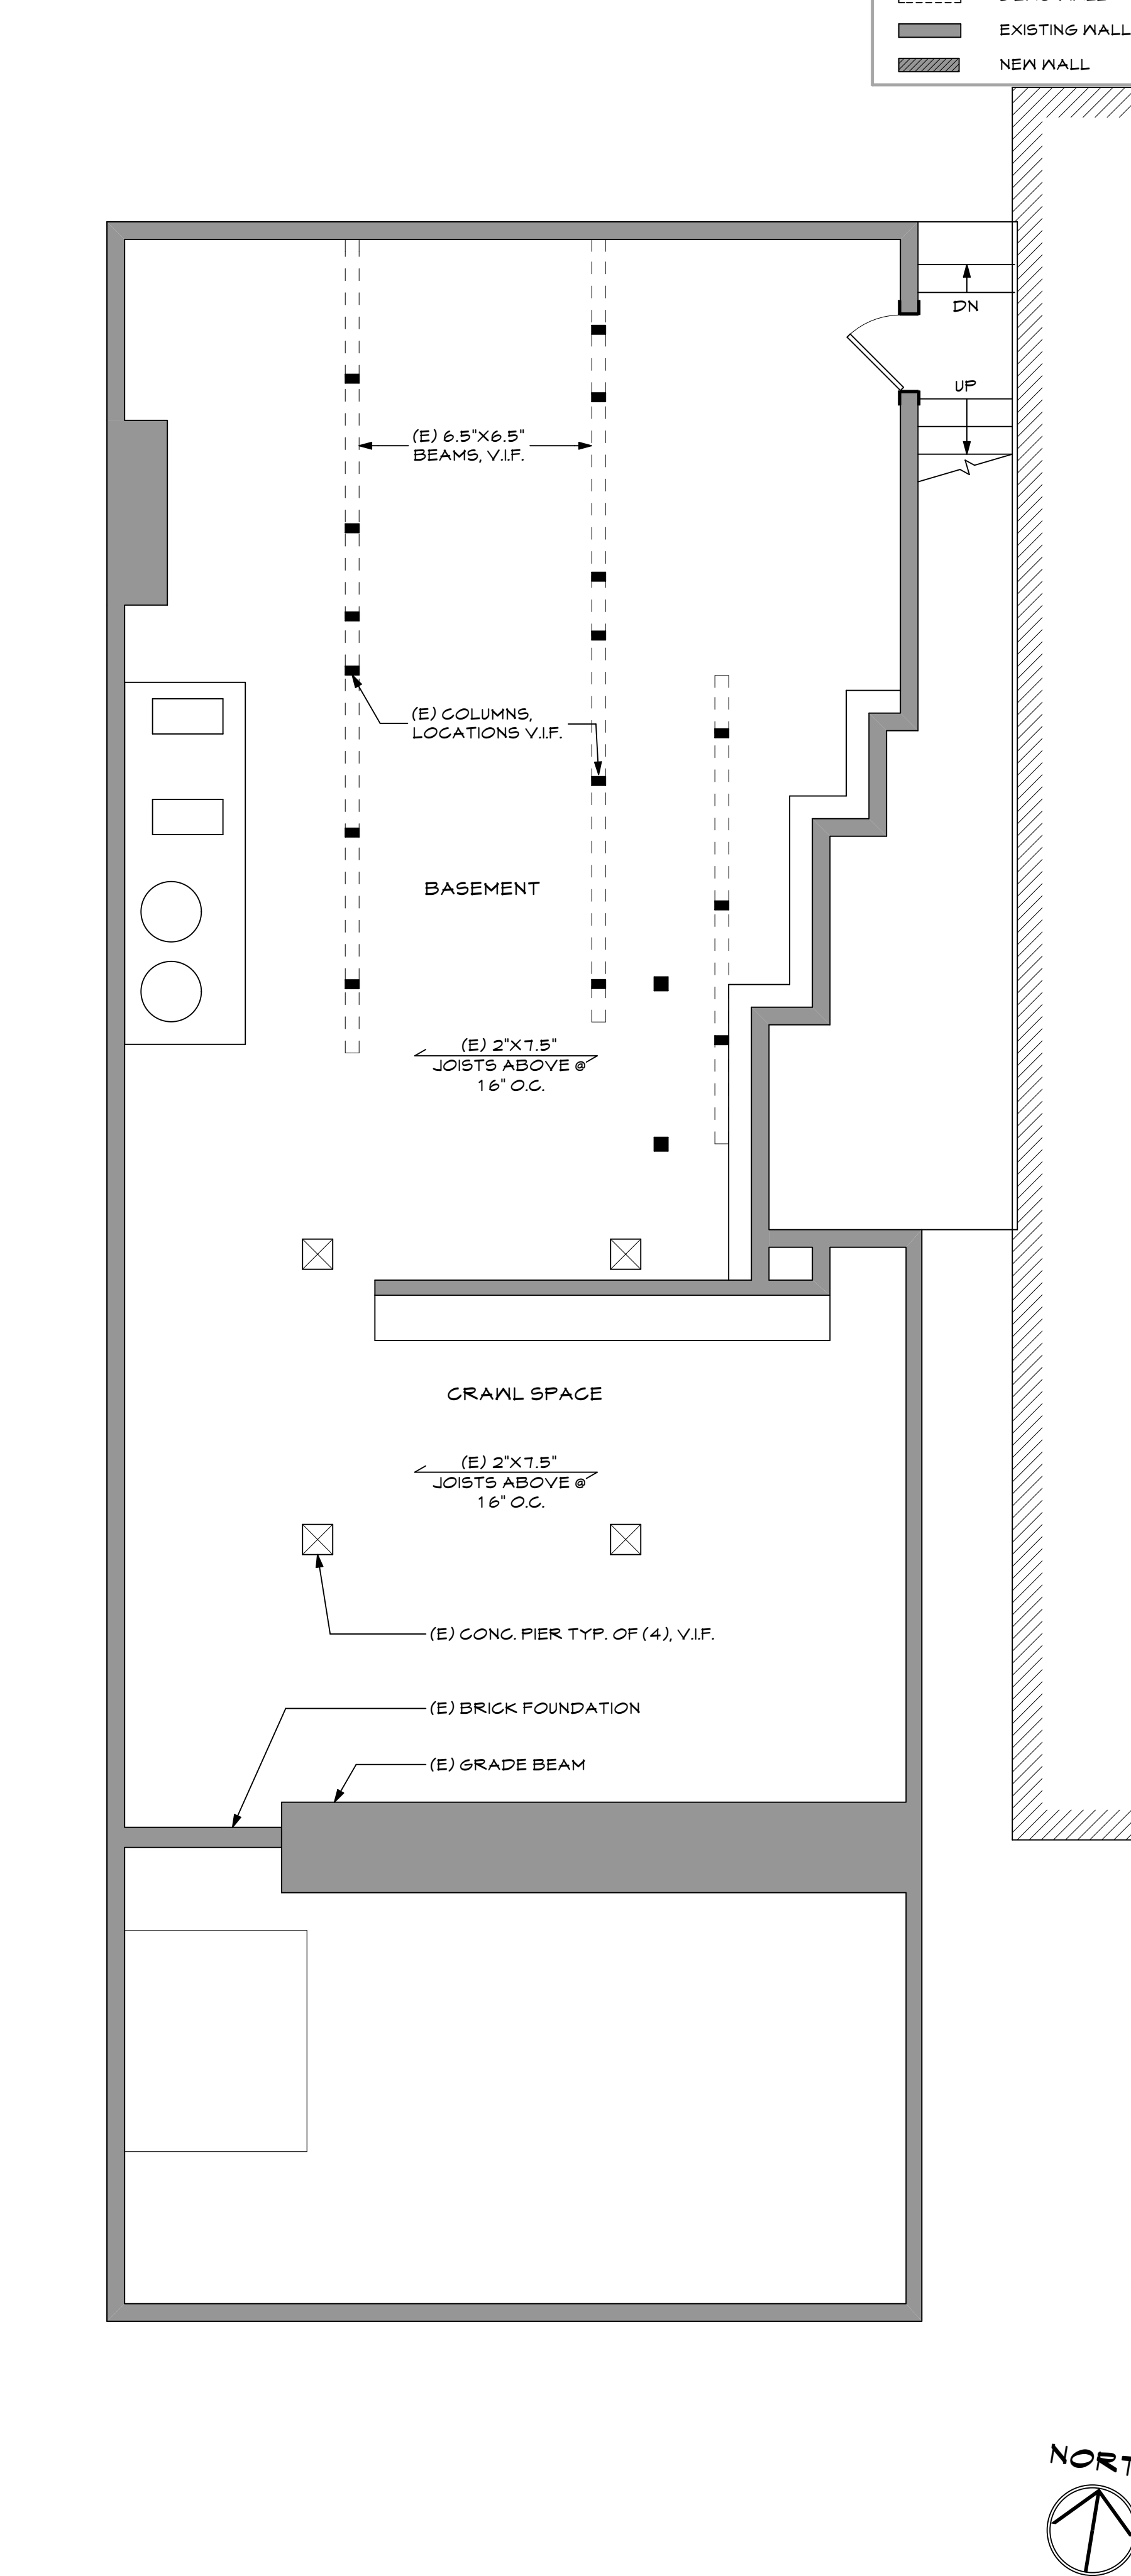 EXISTING WALL
NEW WALL
DN
UP
(E) 6.5"X6.5"
BEAMS, V.I.F.
(E) COLUMNS,
LOCATIONS V.I.F.
BASEMENT
(E) 2"X7.5"
JOISTS ABOVE @
16" O.C.
CRAWL SPACE
(E) 2"X7.5"
JOISTS ABOVE @
16" O.C.
(E) CONC. PIER TYP. OF (4), V.I.F.
(E) BRICK FOUNDATION
(E) GRADE BEAM